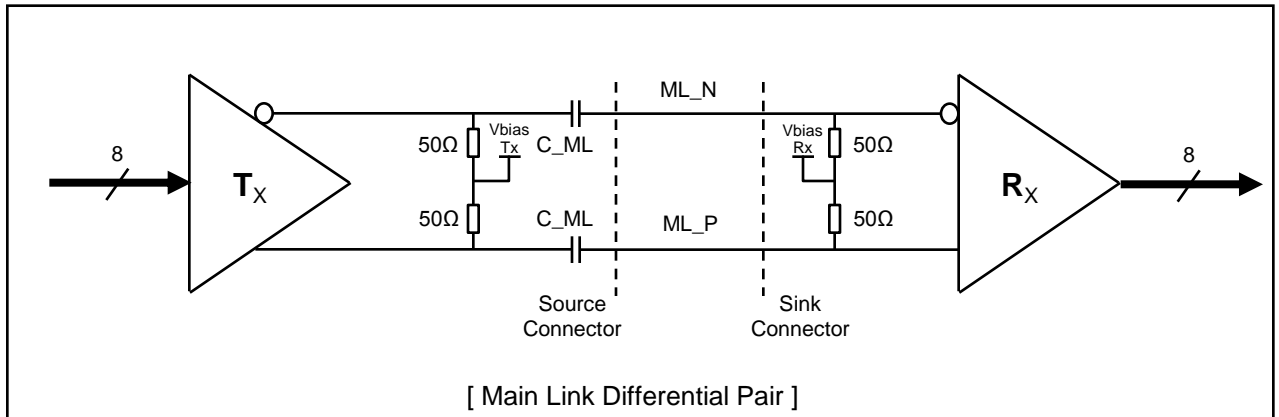 ML_N
8
TX
50Ω
Vbias
Tx
C_ML
Vbias
Rx
50Ω
RX
8
50Ω
C_ML
ML_P
50Ω
Source
Connector
Sink
Connector
[ Main Link Differential Pair ]